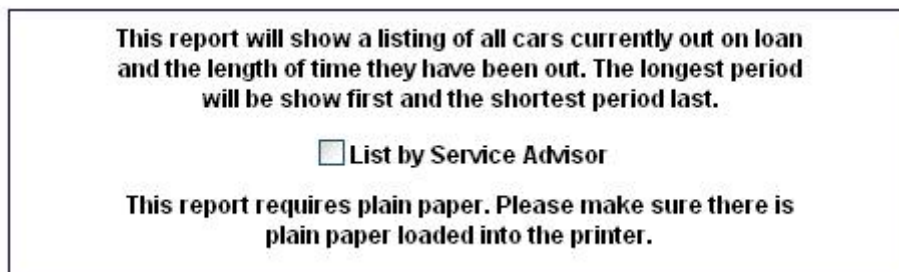 This report will show a listing of all cars currently out on loan
and the length of time they have been out. The longest period
will be show first and the shortest period last.
List by Service Advisor
This report requires plain paper. Please make sure there is
plain paper loaded into the printer.